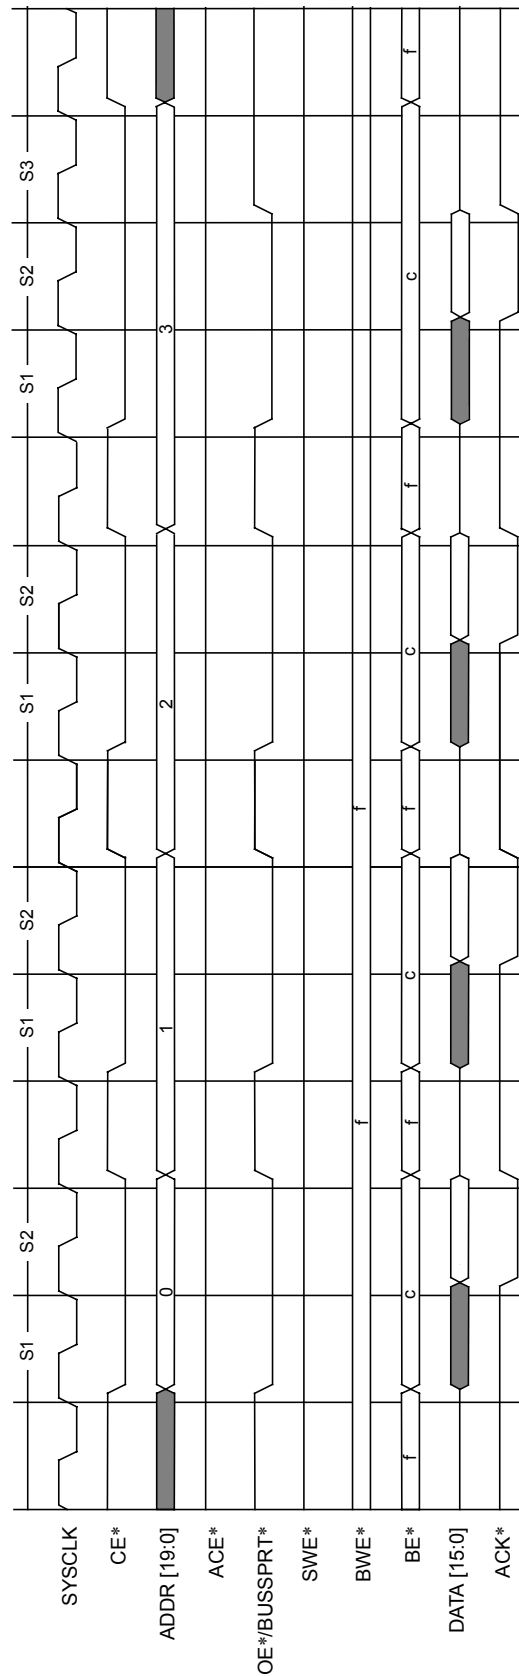 S1 S2 S1 S2 S1 S2 S1 S2 S3
SYSCLK
CE*
ADDR [19:0] 0 1 2 3
ACE*
OE*/BUSSPRT*
SWE*
BWE* f f
BE* f c f c f c f c f
DATA [15:0]
ACK*